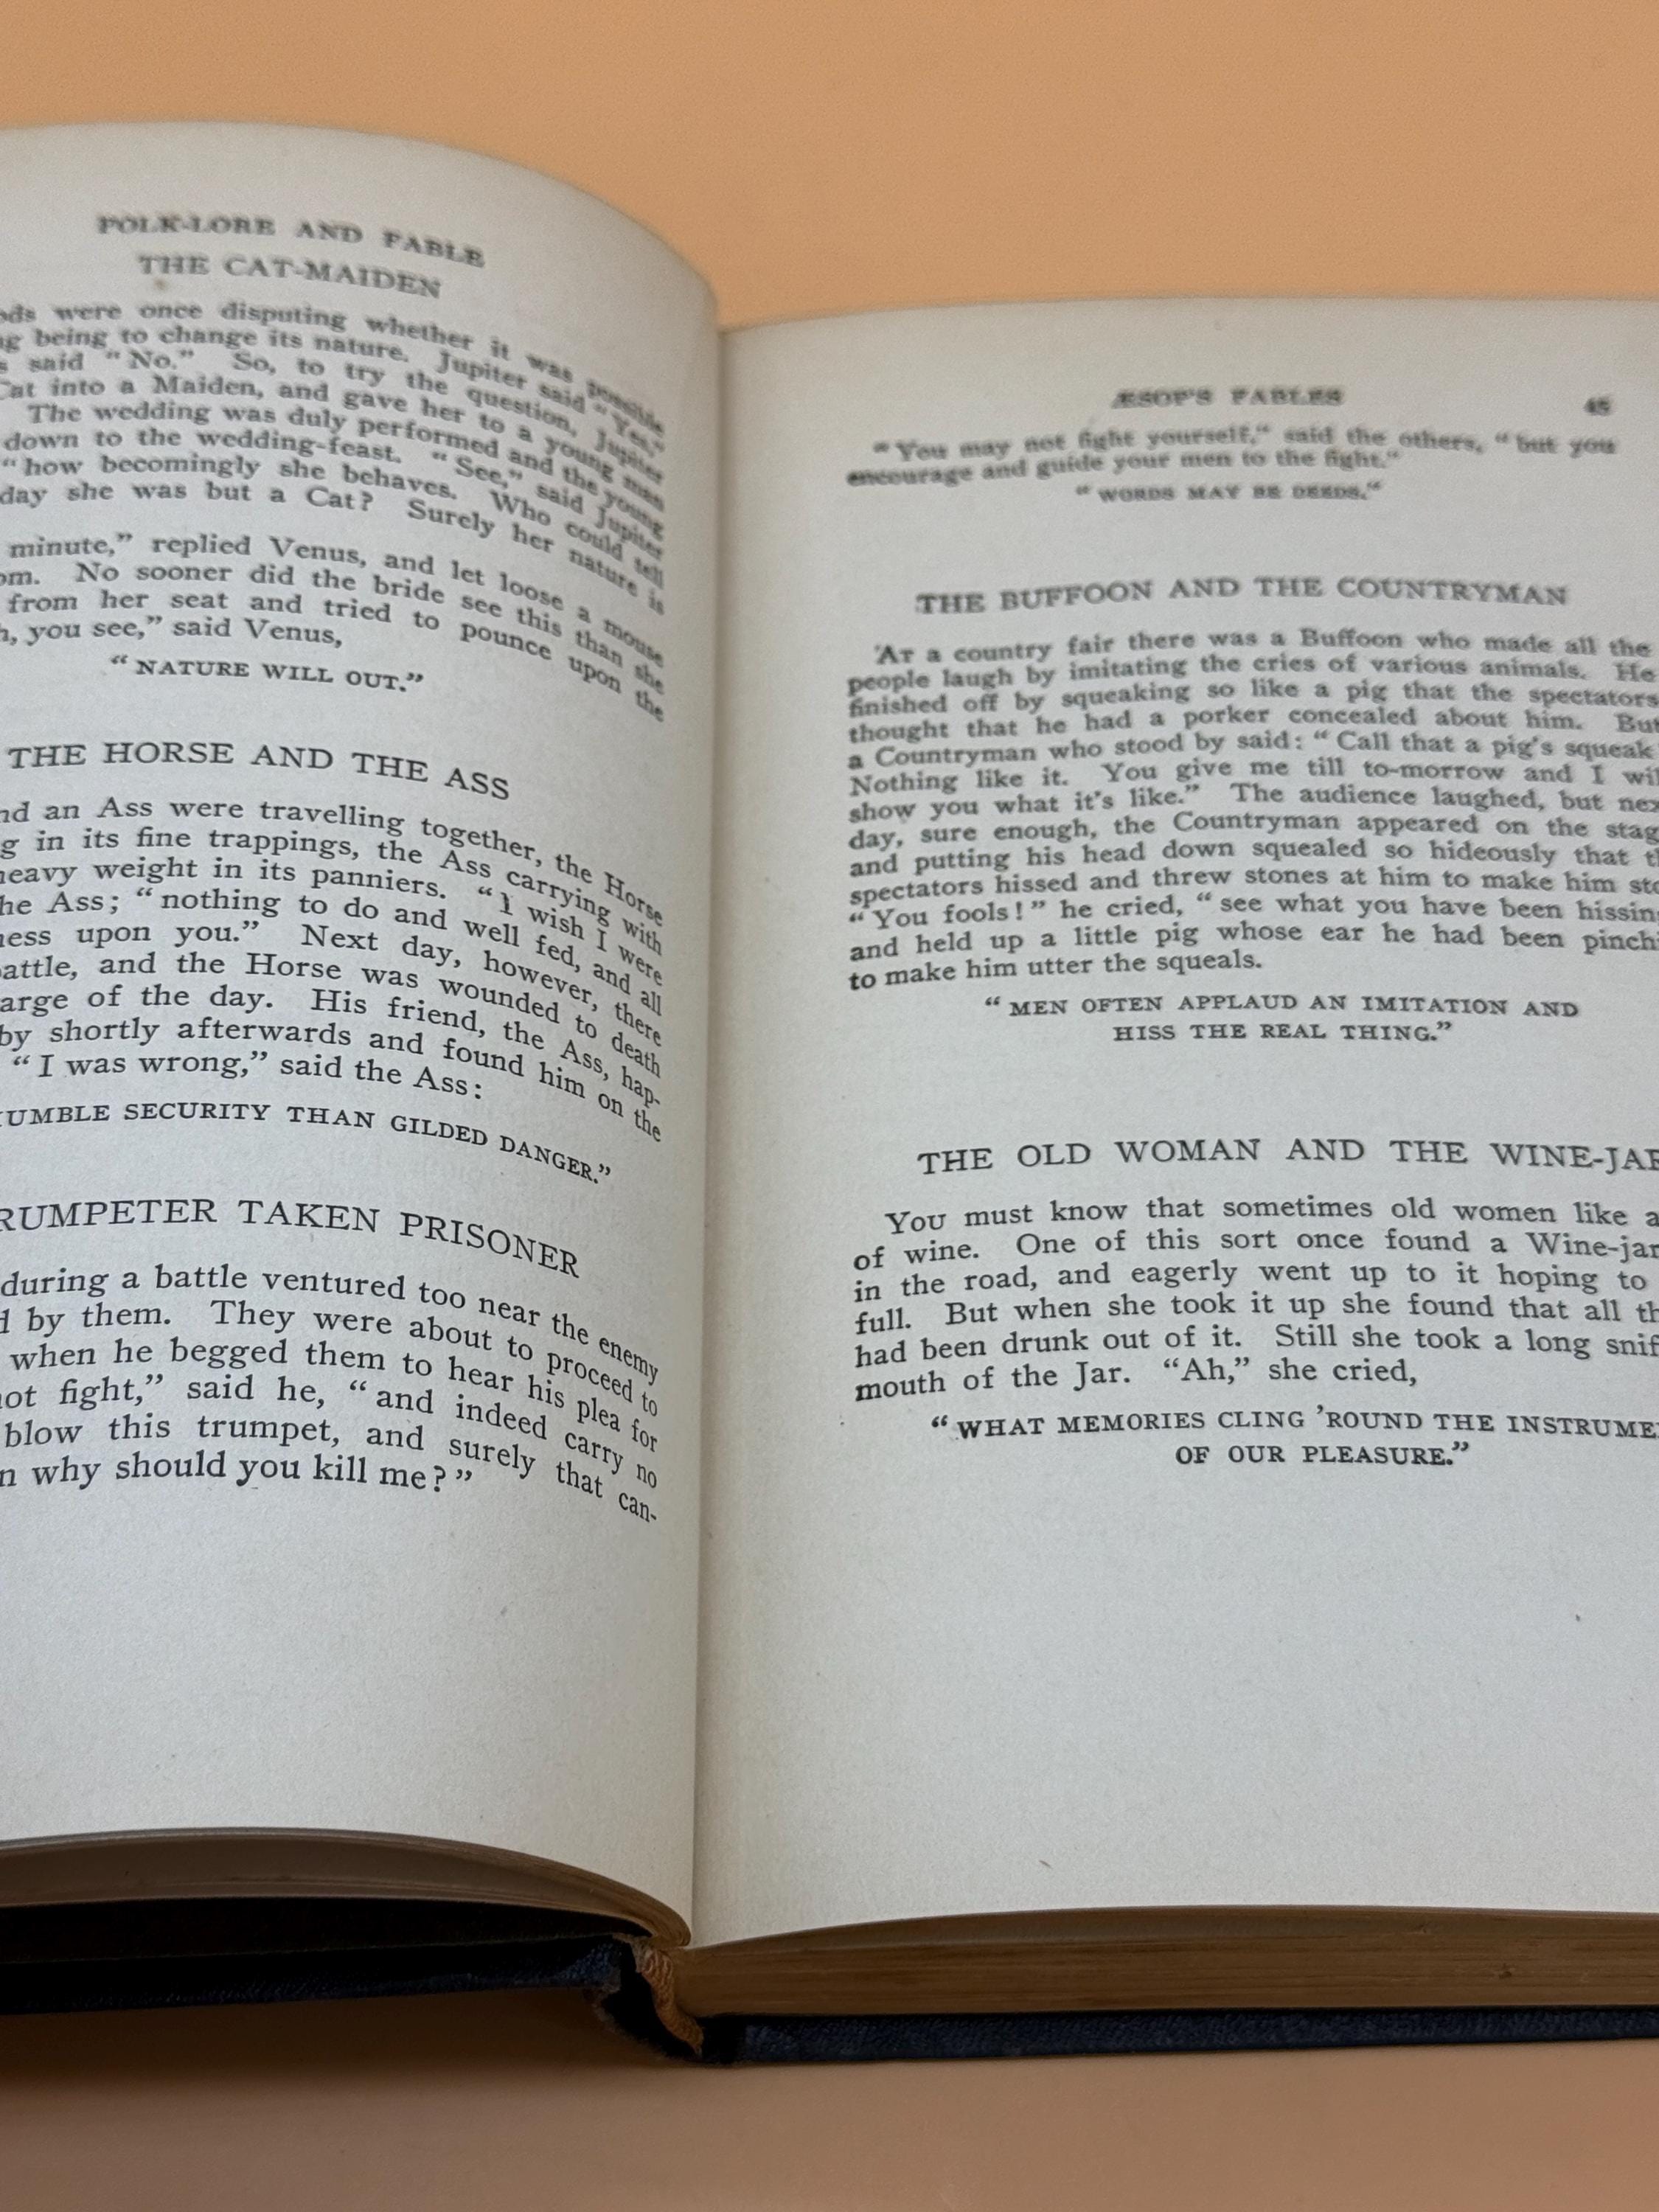 FOLK-LORE AND FABLE
THE CAT-MAIDEN
were once disputing whether it was possible
being to change its nature. Jupiter said "Yes,"
said "No." So, to try the question, Jupiter
Cat into a Maiden, and gave her to a young man
The wedding was duly performed and the young
down to the wedding-feast. "See," said Jupiter
"how becomingly she behaves. Who could tell
day she was but a Cat? Surely her nature is
minute," replied Venus, and let loose a mouse
No sooner did the bride see this than she
from her seat and tried to pounce upon the
you see," said Venus,
"NATURE WILL OUT."
THE HORSE AND THE ASS
an Ass were travelling together, the Horse
in its fine trappings, the Ass carrying with
heavy weight in its panniers. "I wish I were
the Ass; "nothing to do and well fed, and all
upon you." Next day, however, there
battle, and the Horse was wounded to death
of the day. His friend, the Ass, hap-
by shortly afterwards and found him on the
"I was wrong," said the Ass:
HUMBLE SECURITY THAN GILDED DANGER."
TRUMPETER TAKEN PRISONER
during a battle ventured too near the enemy
by them. They were about to proceed to
when he begged them to hear his plea for
fight," said he, "and indeed carry no
blow this trumpet, and surely that can-
why should you kill me?"
ÆSOP'S FABLES 45
"You may not fight yourself," said the others, "but you
encourage and guide your men to the fight."
"WORDS MAY BE DEEDS."
THE BUFFOON AND THE COUNTRYMAN
AT a country fair there was a Buffoon who made all the
people laugh by imitating the cries of various animals. He
finished off by squeaking so like a pig that the spectators
thought that he had a porker concealed about him. But
a Countryman who stood by said: "Call that a pig's squeak
Nothing like it. You give me till to-morrow and I will
show you what it's like." The audience laughed, but next
day, sure enough, the Countryman appeared on the stage
and putting his head down squealed so hideously that the
spectators hissed and threw stones at him to make him stop
"You fools!" he cried, "see what you have been hissing
and held up a little pig whose ear he had been pinching
to make him utter the squeals.
"MEN OFTEN APPLAUD AN IMITATION AND
HISS THE REAL THING."
THE OLD WOMAN AND THE WINE-JAR
You must know that sometimes old women like a
of wine. One of this sort once found a Wine-jar
in the road, and eagerly went up to it hoping to
full. But when she took it up she found that all the
had been drunk out of it. Still she took a long sniff
mouth of the Jar. "Ah," she cried,
"WHAT MEMORIES CLING 'ROUND THE INSTRUMENTS
OF OUR PLEASURE."